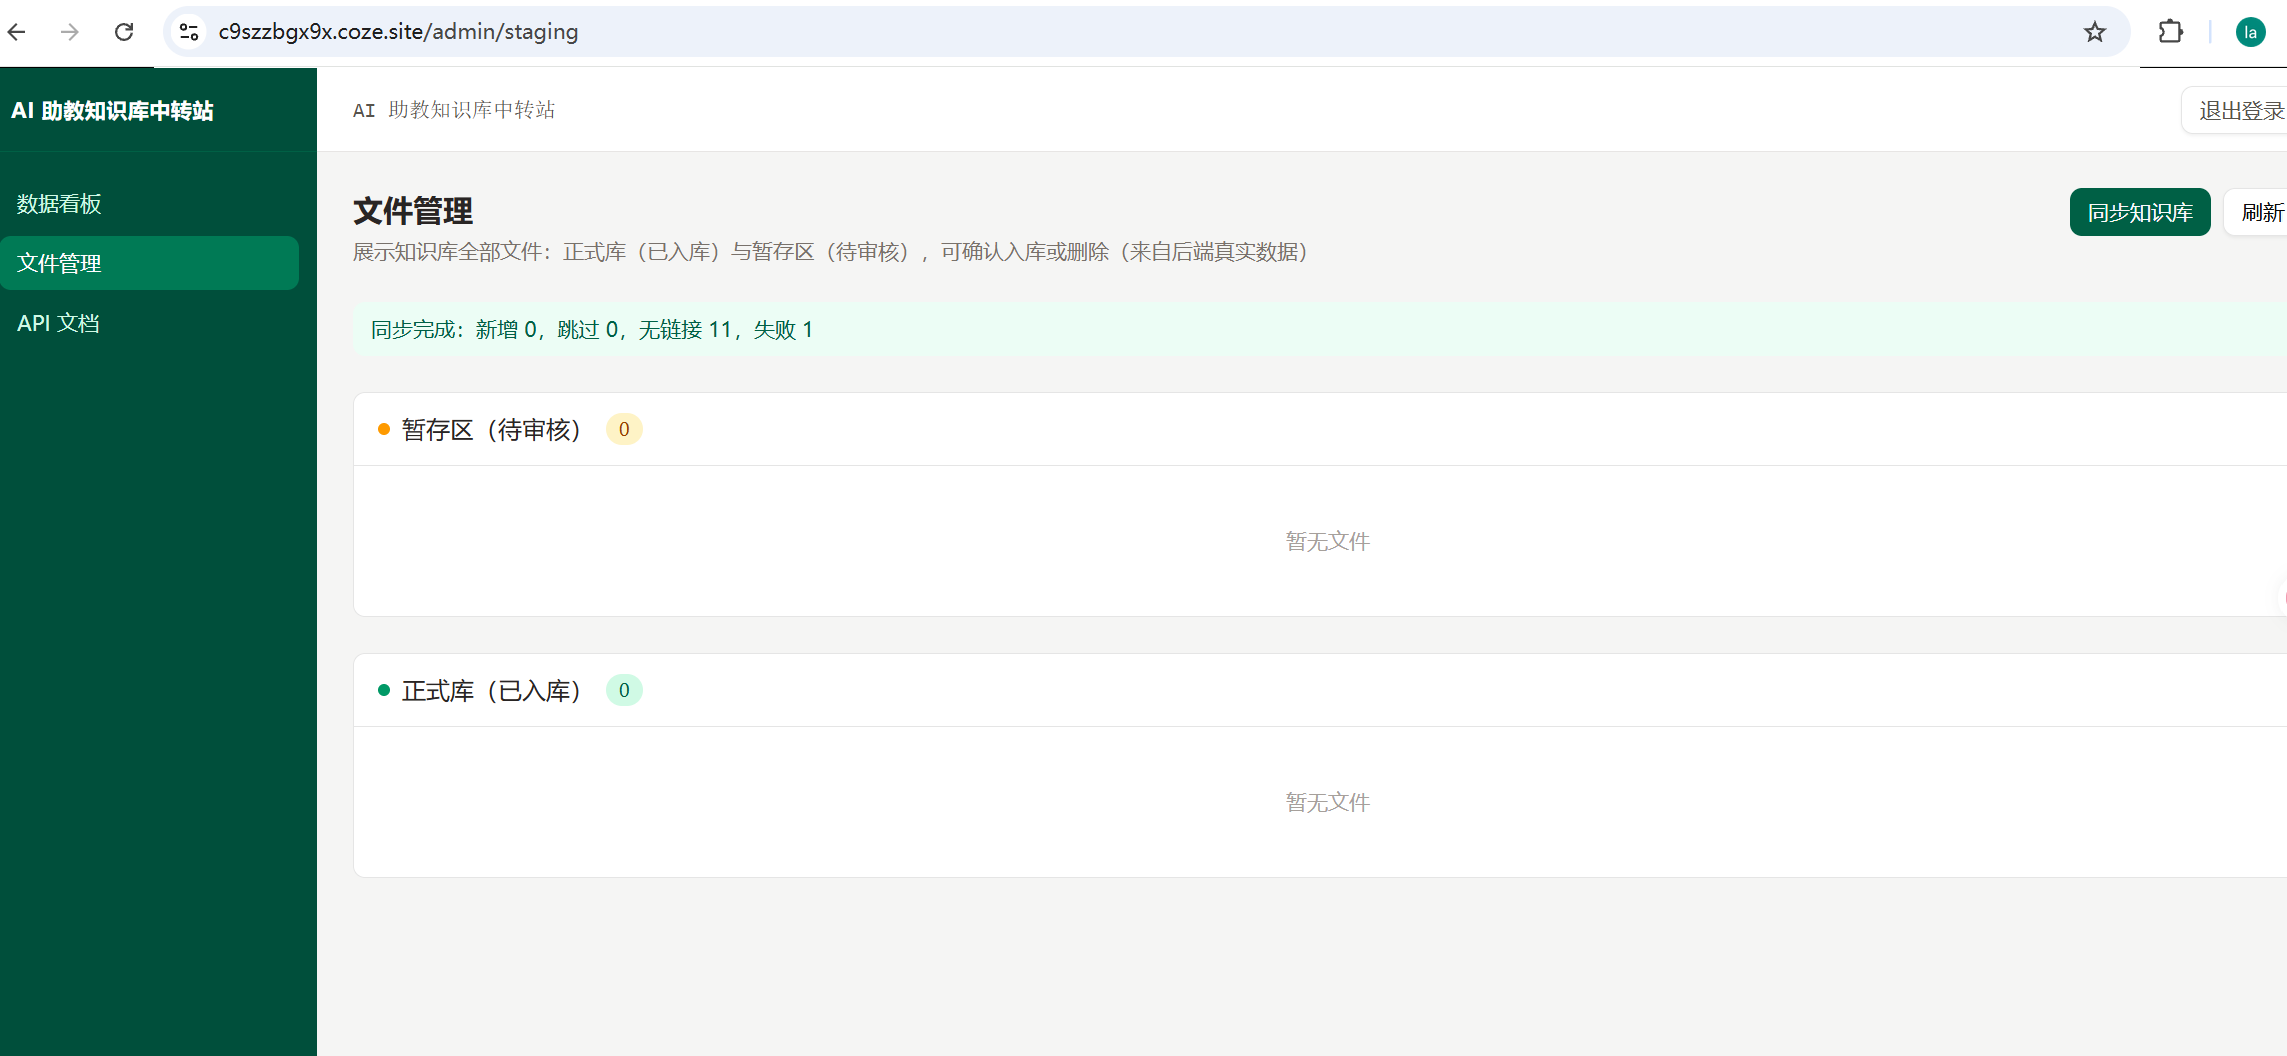 c9szzbgx9x.coze.site/admin/staging
la
AI 助教知识库中转站
AI 助教知识库中转站
退出登录
数据看板
文件管理
API 文档
文件管理
同步知识库
刷新
展示知识库全部文件：正式库（已入库）与暂存区（待审核），可确认入库或删除（来自后端真实数据）
同步完成：新增 0，跳过 0，无链接 11，失败 1
暂存区（待审核） 0
暂无文件
正式库（已入库） 0
暂无文件